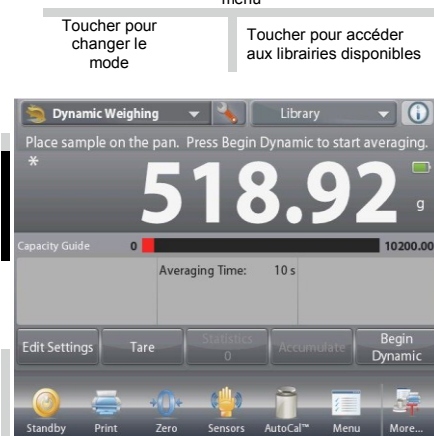 menu
Toucher pour
changer le
mode
Toucher pour accéder
aux librairies disponibles
Dynamic Weighing
Library
Place sample on the pan. Press Begin Dynamic to start averaging.
*
518.92
g
Capacity Guide 0 10200.00
Averaging Time: 10 s
Edit Settings Tare Statistics Accumulate Begin
0 Dynamic
Standby Print Zero Sensors AutoCal™ Menu More...